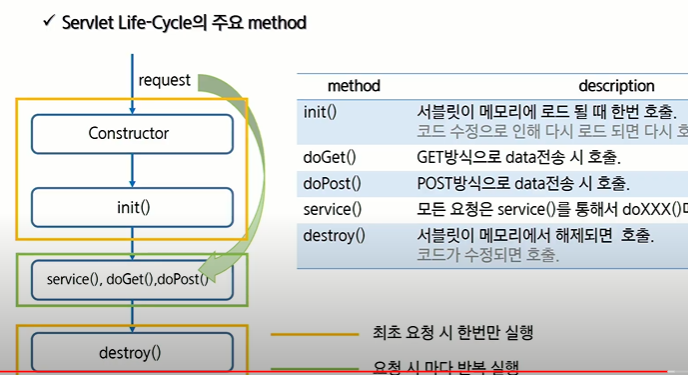 ✓ Servlet Life-Cycle의 주요 method
request
Constructor
init()
service(), doGet(),doPost()
destroy()
method description
init() 서블릿이 메모리에 로드 될 때 한번 호출.
코드 수정으로 인해 다시 로드 되면 다시
doGet() GET방식으로 data전송 시 호출.
doPost() POST방식으로 data전송 시 호출.
service() 모든 요청은 service()를 통해서 doXXX()
destroy() 서블릿이 메모리에서 해제되면 호출.
코드가 수정되면 호출.
최초 요청 시 한번만 실행
요청 시 마다 반복 실행